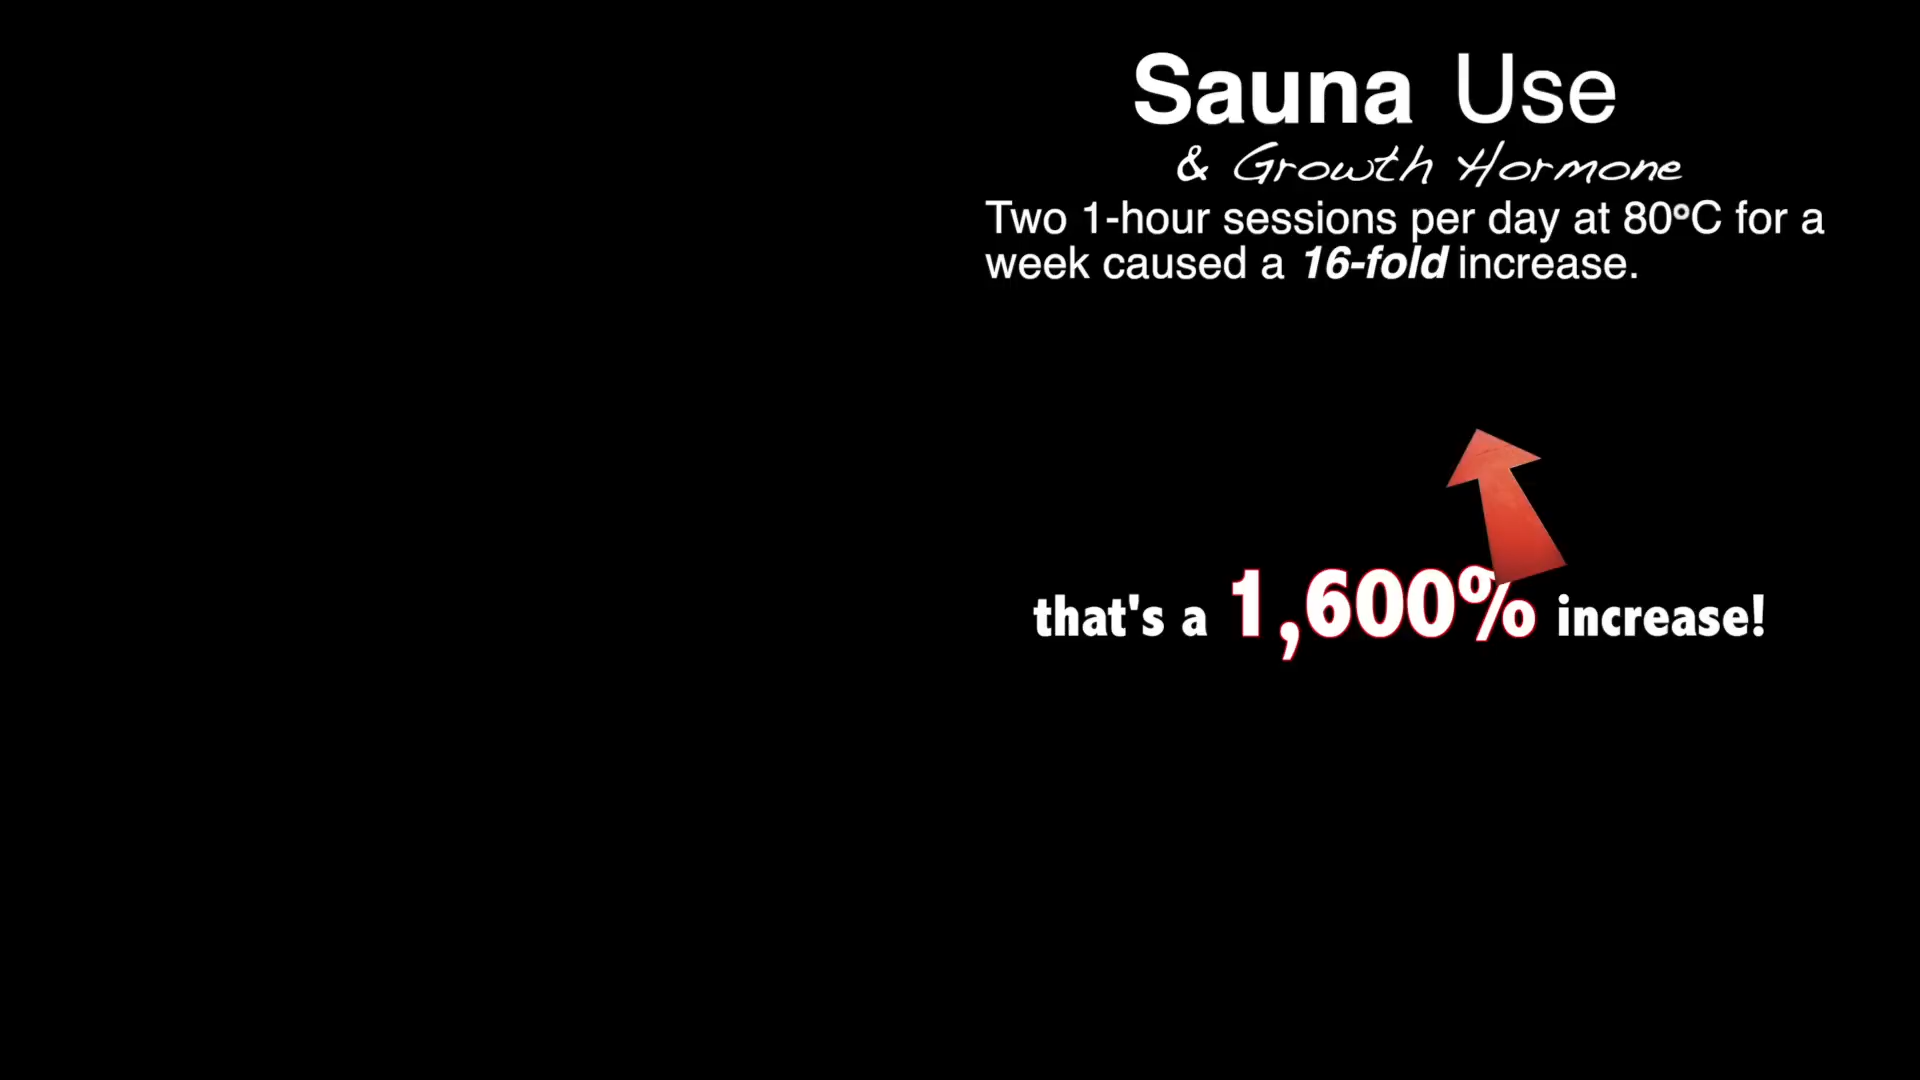 Sauna Use
& Growth Hormone
Two 1-hour sessions per day at 80ºC for a
week caused a 16-fold increase.
that's a 1,600% increase!